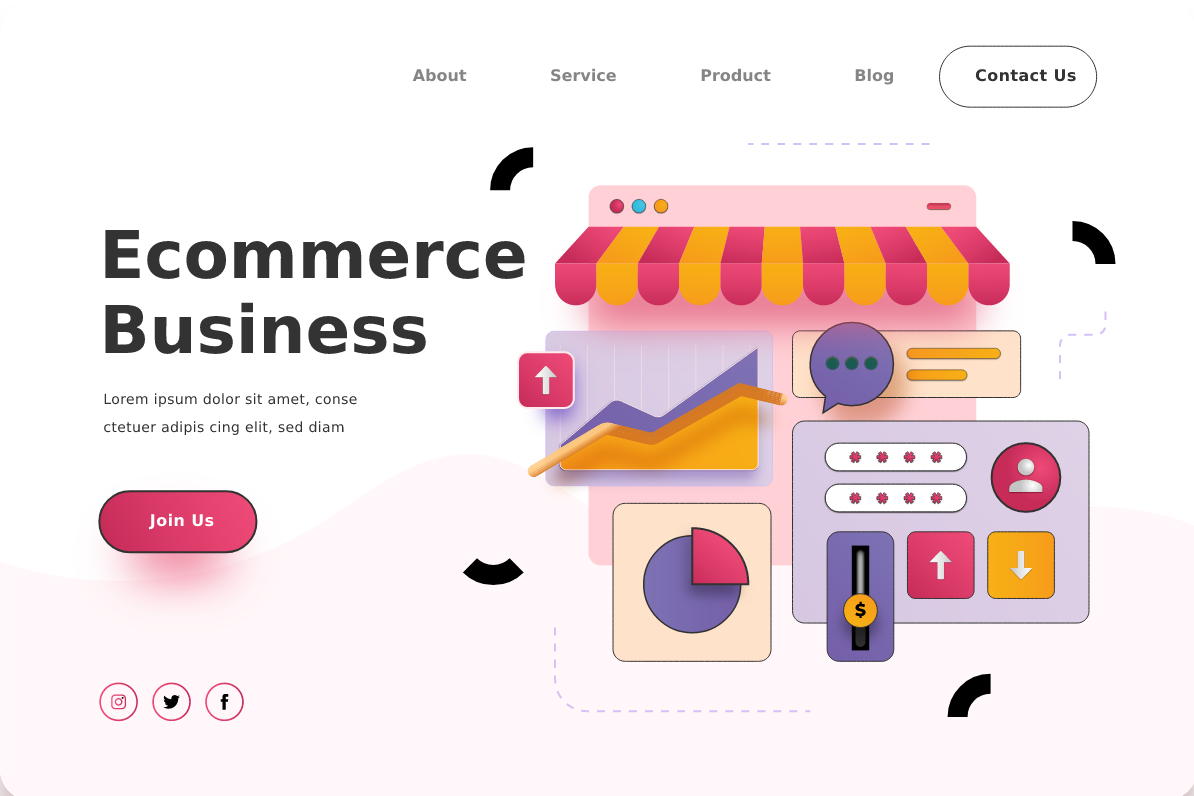 About
Service
Product
Blog
Contact Us
Ecommerce
Business
Lorem ipsum dolor sit amet, conse
ctetuer adipis cing elit, sed diam
Join Us
$